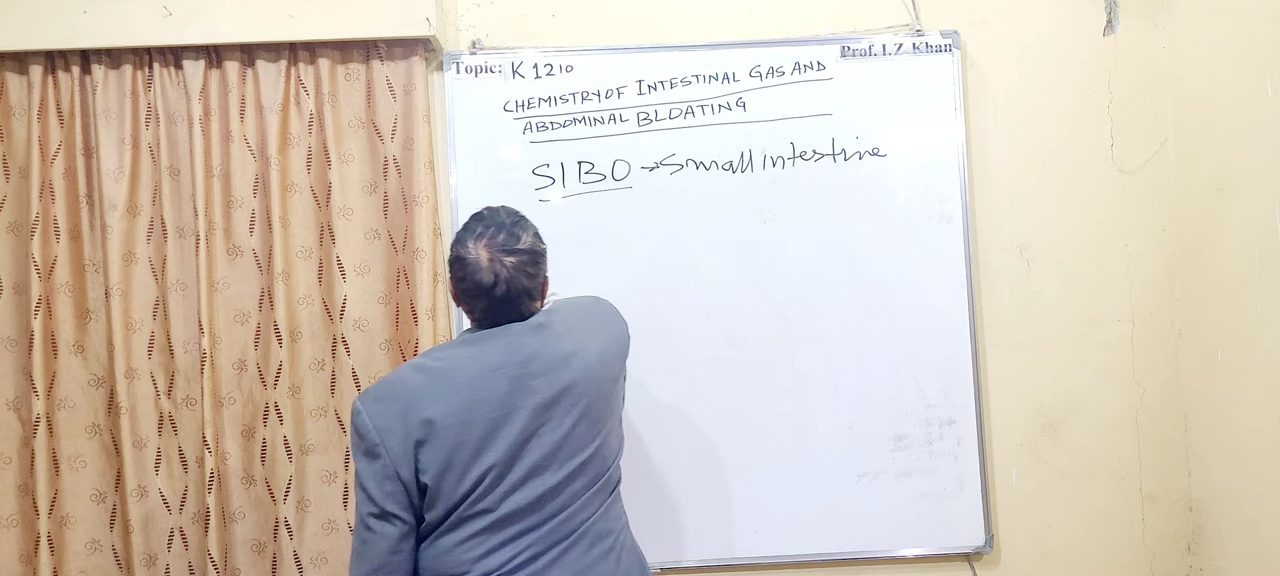 Topic: K 1210
Prof. I.Z Khan
CHEMISTRY OF INTESTINAL GAS AND
ABDOMINAL BLOATING
SIBO → Small intestine